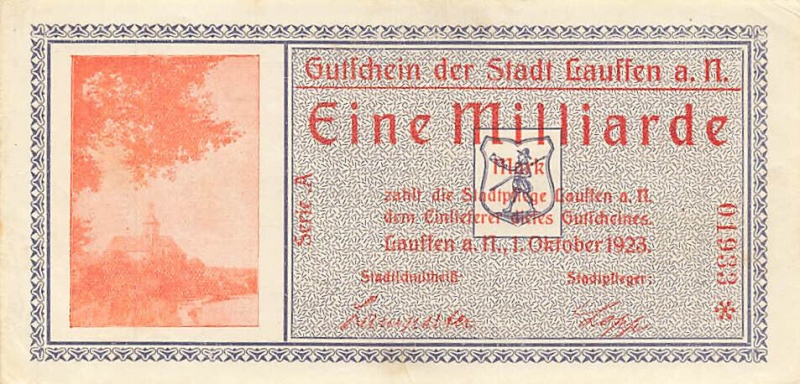 Gutschein der Stadt Lauffen a. N.
Eine Milliarde
Mark
zahlt die Stadtpflege Lauffen a. N.
dem Einlieferer dieses Gutscheines.
Lauffen a. N., 1. Oktober 1923.
Stadtschultheiß:
Stadtpfleger:
Serie A
01933 *